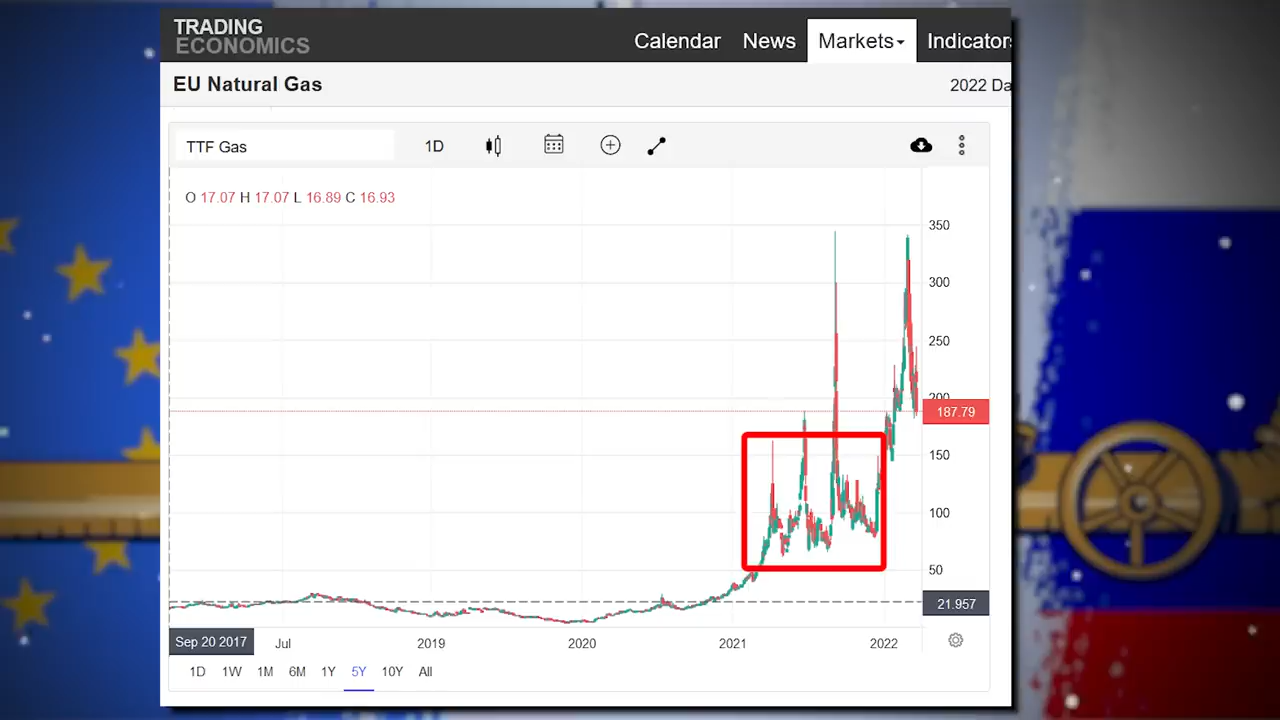 TRADING
ECONOMICS
Calendar News Markets Indicators
EU Natural Gas
2022 Da
TTF Gas
1D
O 17.07 H 17.07 L 16.89 C 16.93
350
300
250
200
187.79
150
100
50
21.957
Sep 20 2017 Jul 2019 2020 2021 2022
1D 1W 1M 6M 1Y 5Y 10Y All